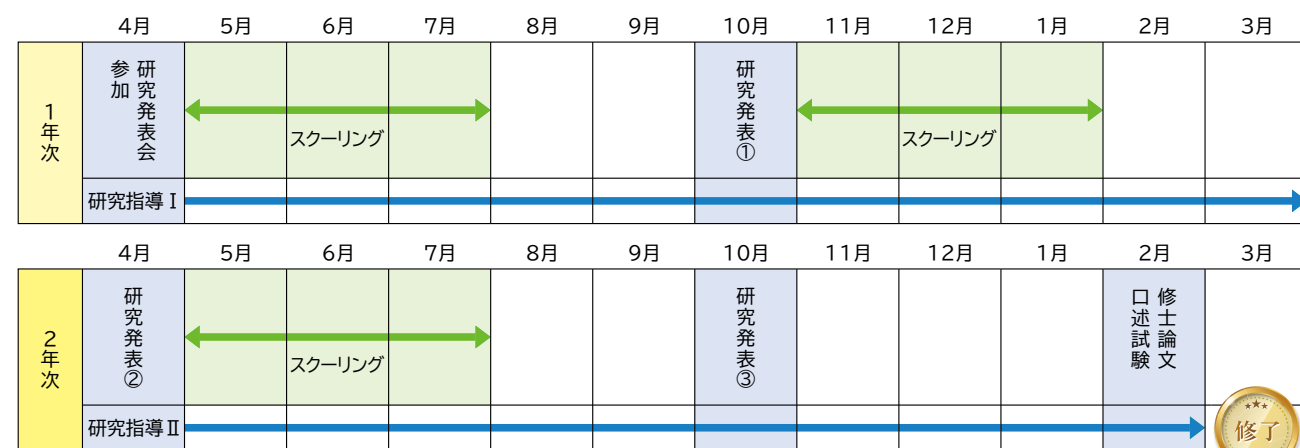 4月 5月 6月 7月 8月 9月 10月 11月 12月 1月 2月 3月
1年次
研究発表会
参加
スクーリング
研究発表①
スクーリング
研究指導Ⅰ
4月 5月 6月 7月 8月 9月 10月 11月 12月 1月 2月 3月
2年次
研究発表②
スクーリング
研究発表③
修士論文
口述試験
研究指導Ⅱ
修了